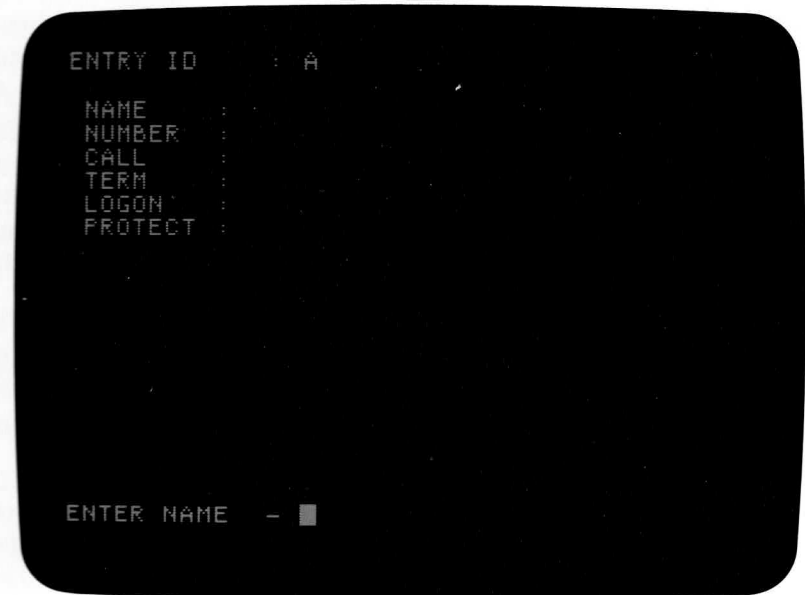 ENTRY ID : A
NAME :
NUMBER :
CALL :
TERM :
LOGON :
PROTECT :
ENTER NAME -